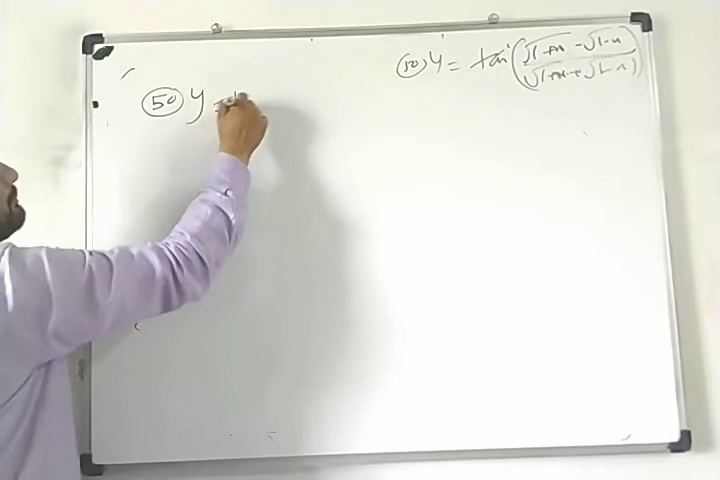 (50) y = tan⁻¹(√1+x - √1-x / √1+x + √1-x)
(50) y = t